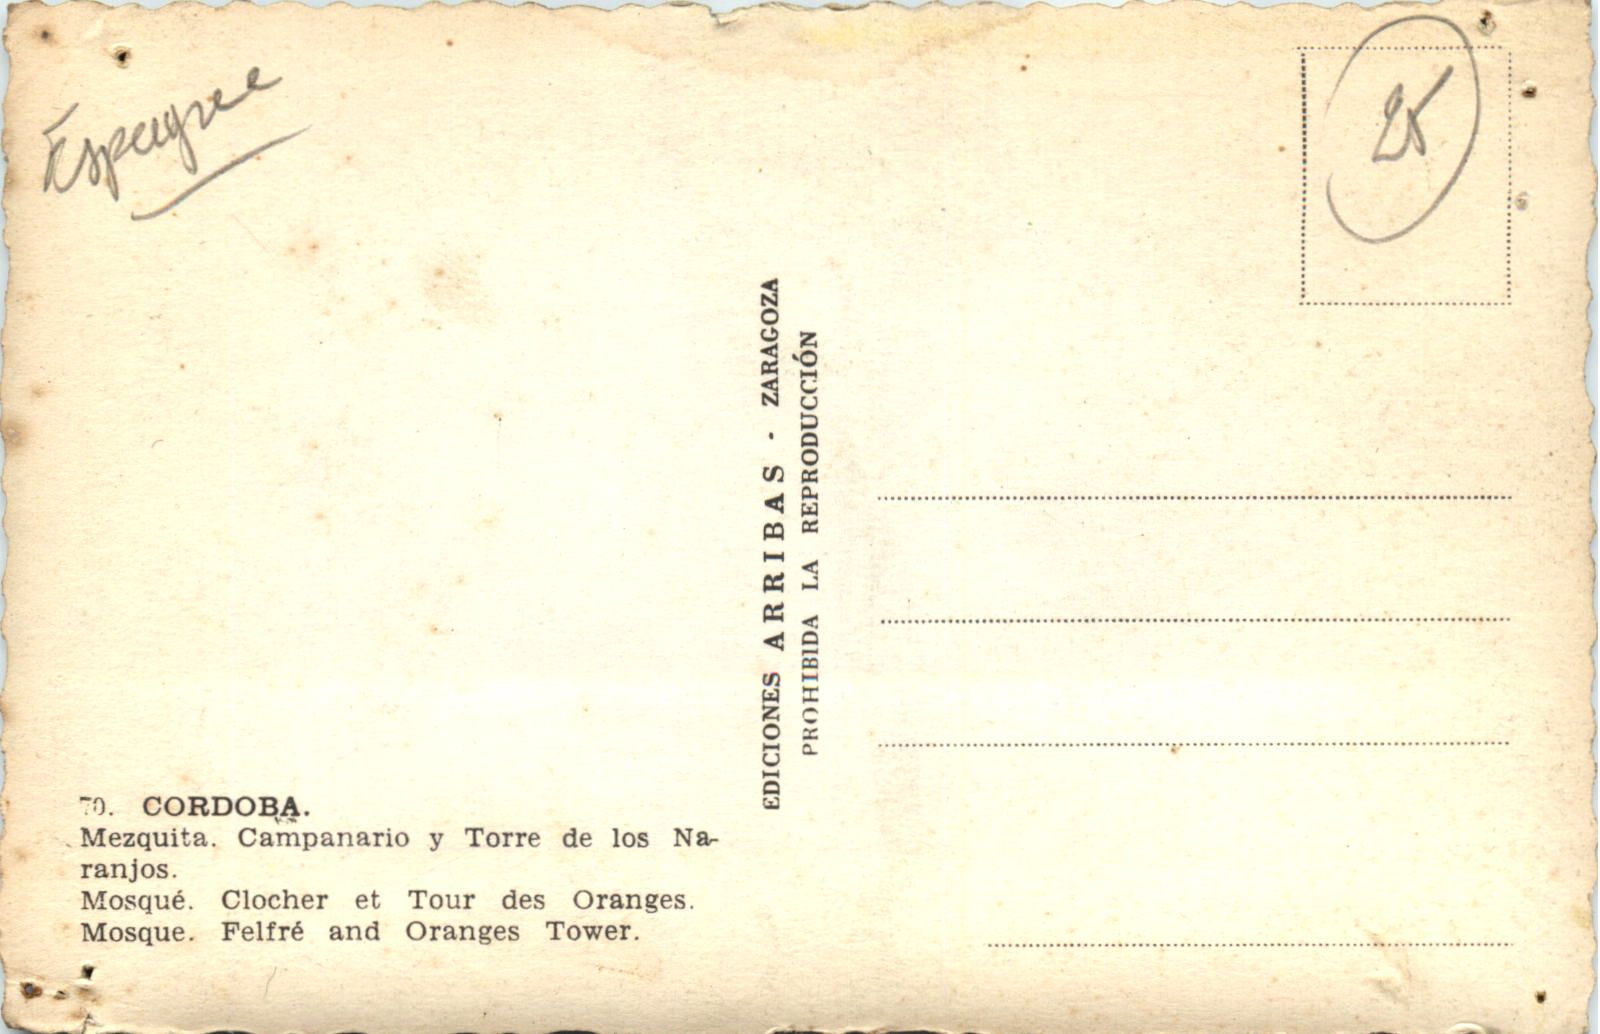 Espagne
25
EDICIONES ARRIBAS - ZARAGOZA
PROHIBIDA LA REPRODUCCIÓN
70. CORDOBA.
Mezquita. Campanario y Torre de los Na-
ranjos.
Mosqué. Clocher et Tour des Oranges.
Mosque. Felfré and Oranges Tower.